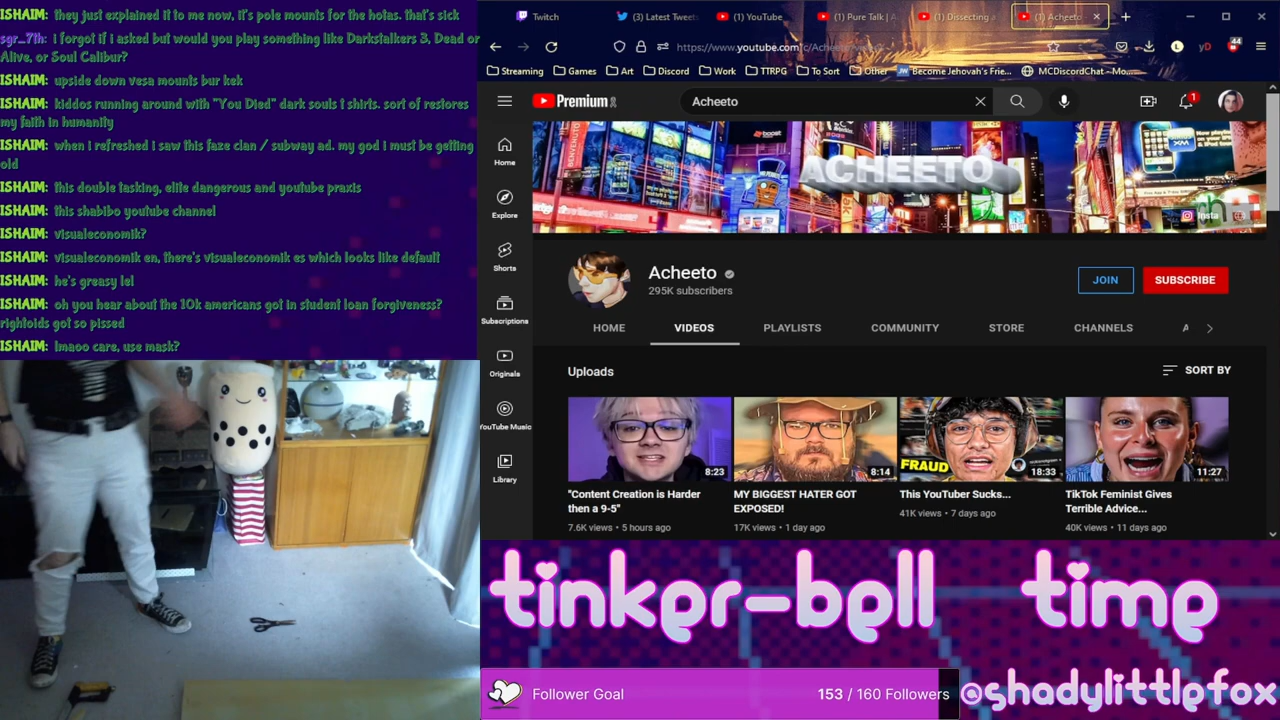 ISHAIM: they just explained it to me now, it's pole mounts for the hotas. that's sick
sgr_7th: i forgot if i asked but would you play something like Darkstalkers 3, Dead or
Alive, or Soul Calibur?
ISHAIM: upside down vesa mounts bur kek
ISHAIM: kiddos running around with "You Died" dark souls t shirts. sort of restores
my faith in humanity
ISHAIM: when i refreshed i saw this faze clan / subway ad. my god i must be getting
old
ISHAIM: this double tasking, elite dangerous and youtube praxis
ISHAIM: this shabibo youtube channel
ISHAIM: visualeconomik?
ISHAIM: visualeconomik en, there's visualeconomik es which looks like default
ISHAIM: he's greasy lel
ISHAIM: oh you hear about the 10k americans got in student loan forgiveness?
rightoids got so pissed
ISHAIM: lmaoo care, use mask?
Twitch
(3) Latest Tweets
(1) YouTube
(1) Pure Talk | A
(1) Dissecting a
(1) Acheeto
https://www.youtube.com/c/Acheeto
44
Streaming
Games
Art
Discord
Work
TTRPG
To Sort
Other
Become Jehovah's Frie...
MCDiscordChat - Mo...
Premium
Acheeto
1
Home
Explore
Shorts
Subscriptions
Originals
YouTube Music
Library
ACHEETO
boost
Insta
Acheeto
295K subscribers
JOIN
SUBSCRIBE
HOME
VIDEOS
PLAYLISTS
COMMUNITY
STORE
CHANNELS
Uploads
SORT BY
8:23
8:14
FRAUD
18:33
11:27
"Content Creation is Harder
then a 9-5"
7.6K views • 5 hours ago
MY BIGGEST HATER GOT
EXPOSED!
17K views • 1 day ago
This YouTuber Sucks...
41K views • 7 days ago
TikTok Feminist Gives
Terrible Advice...
40K views • 11 days ago
tinker-bell time
Follower Goal
153 / 160 Followers
@shadylittlefox